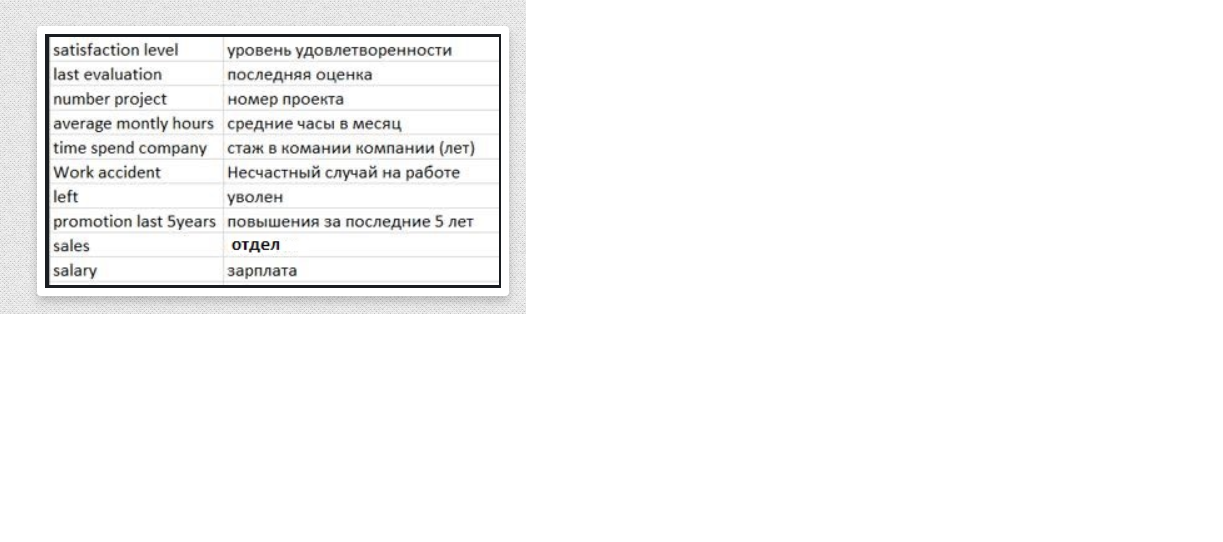 satisfaction level уровень удовлетворенности
last evaluation последняя оценка
number project номер проекта
average montly hours средние часы в месяц
time spend company стаж в комании компании (лет)
Work accident Несчастный случай на работе
left уволен
promotion last 5years повышения за последние 5 лет
sales отдел
salary зарплата